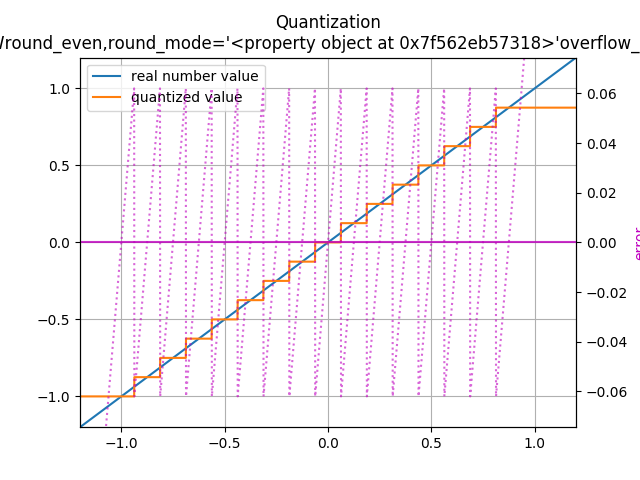 Quantization
round_even,round_mode='<property object at 0x7f562eb57318>'overflow_
real number value
quantized value
1.0
0.5
0.0
−0.5
−1.0
0.06
0.04
0.02
0.00
−0.02
−0.04
−0.06
error
−1.0 −0.5 0.0 0.5 1.0